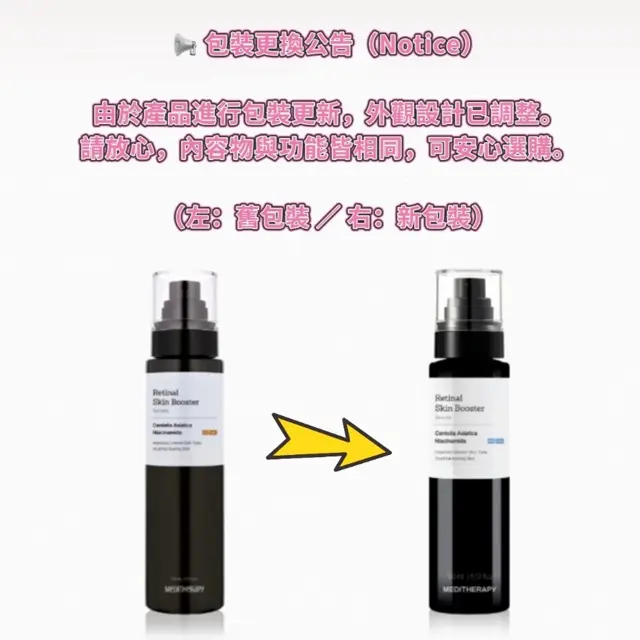 包裝更換公告（Notice）
由於產品進行包裝更新，外觀設計已調整。
請放心，內容物與功能皆相同，可安心選購。
（左：舊包裝／右：新包裝）
Retinal
Skin Booster
Centella Asiatica
Niacinamide
MEDITHERAPY
Retinal
Skin Booster
Centella Asiatica
Niacinamide
MEDITHERAPY